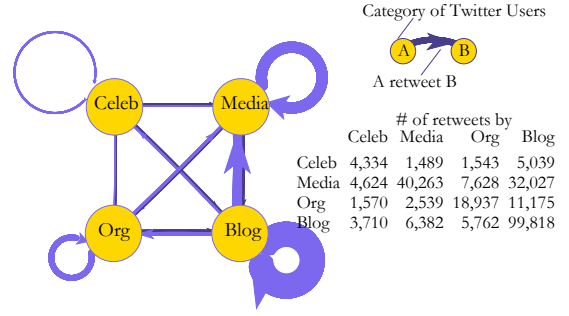 Category of Twitter Users
A B
A retweet B
Celeb Media
# of retweets by
Celeb Media Org Blog
Celeb 4,334 1,489 1,543 5,039
Media 4,624 40,263 7,628 32,027
Org 1,570 2,539 18,937 11,175
Blog 3,710 6,382 5,762 99,818
Org Blog